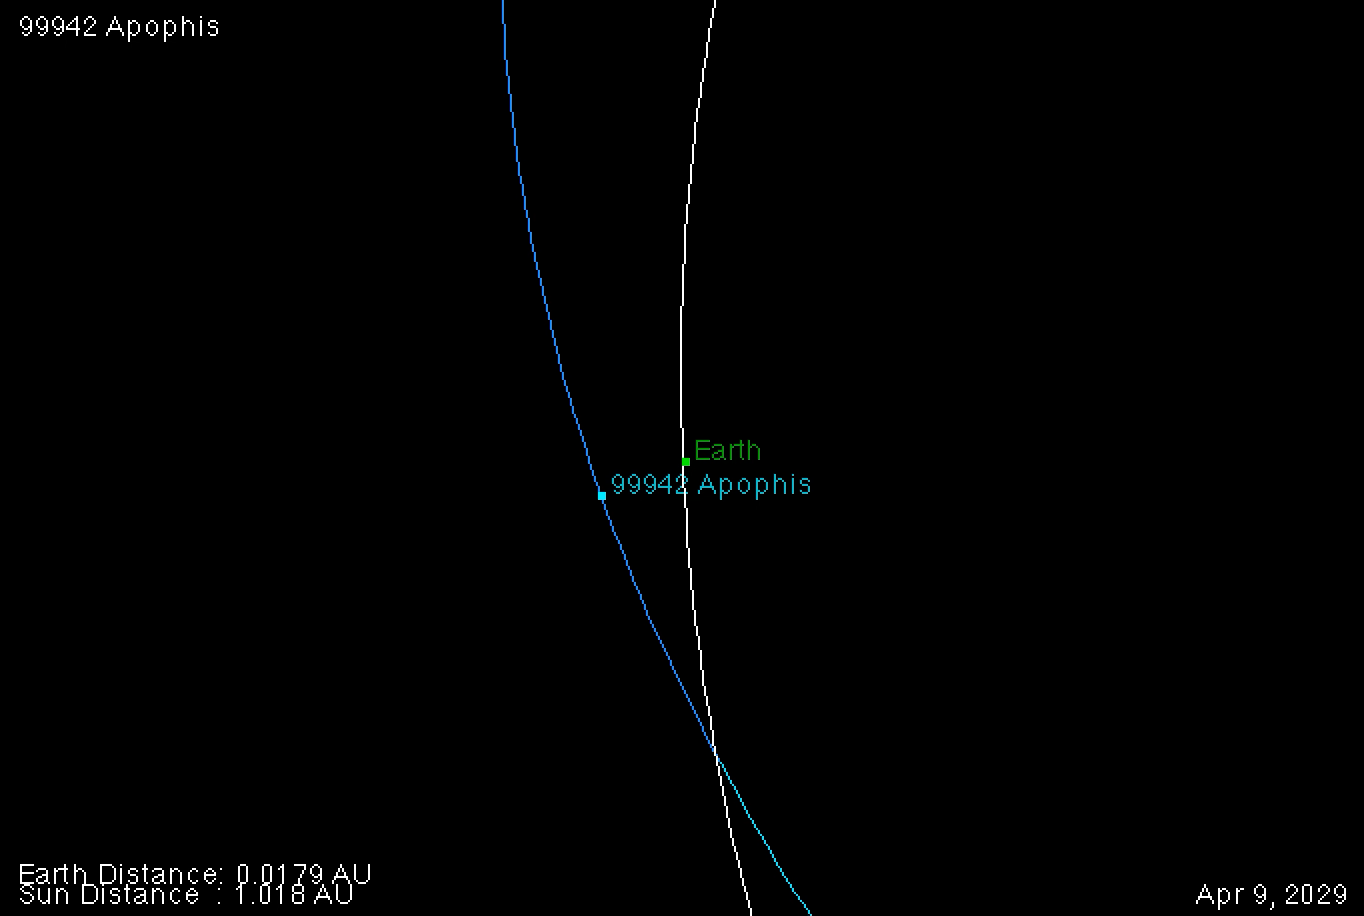 99942 Apophis
Earth
99942 Apophis
Earth Distance: 0.0179 AU
Sun Distance  : 1.018 AU
Apr 9, 2029